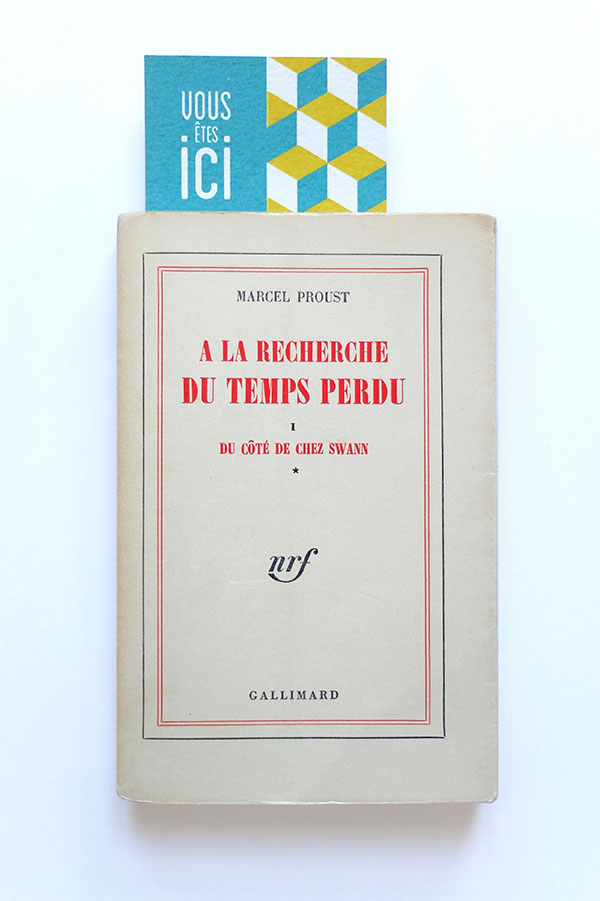 VOUS
ÊTES
ici
MARCEL PROUST
A LA RECHERCHE
DU TEMPS PERDU
I
DU CÔTÉ DE CHEZ SWANN
*
nrf
GALLIMARD